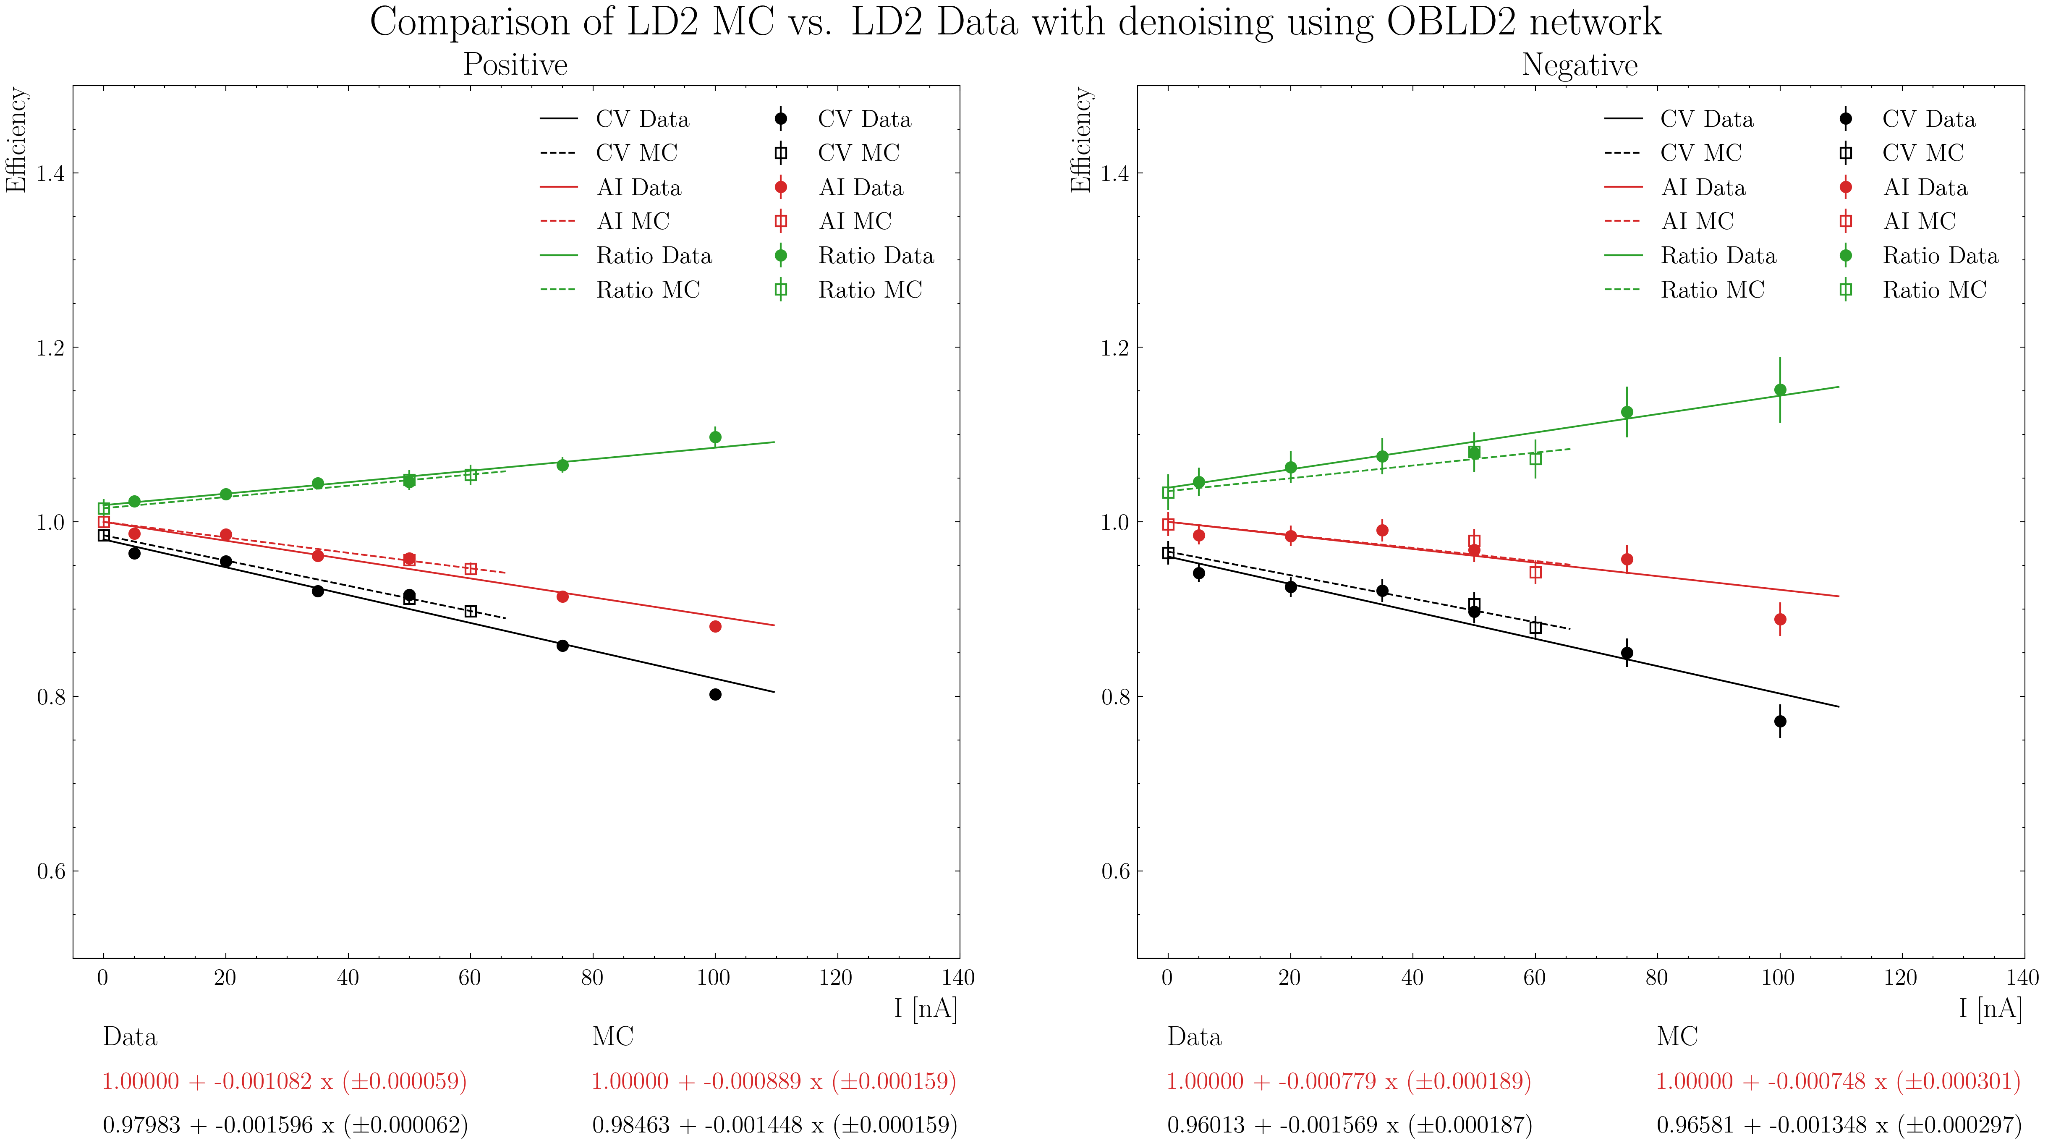 Comparison of LD2 MC vs. LD2 Data with denoising using OBLD2 network
Positive
Efficiency
1.4
1.2
1.0
0.8
0.6
CV Data
CV MC
AI Data
AI MC
Ratio Data
Ratio MC
CV Data
CV MC
AI Data
AI MC
Ratio Data
Ratio MC
0 20 40 60 80 100 120 140
I [nA]
Data
1.00000 + -0.001082 x (±0.000059)
0.97983 + -0.001596 x (±0.000062)
MC
1.00000 + -0.000889 x (±0.000159)
0.98463 + -0.001448 x (±0.000159)
Negative
Efficiency
1.4
1.2
1.0
0.8
0.6
CV Data
CV MC
AI Data
AI MC
Ratio Data
Ratio MC
CV Data
CV MC
AI Data
AI MC
Ratio Data
Ratio MC
0 20 40 60 80 100 120 140
I [nA]
Data
1.00000 + -0.000779 x (±0.000189)
0.96013 + -0.001569 x (±0.000187)
MC
1.00000 + -0.000748 x (±0.000301)
0.96581 + -0.001348 x (±0.000297)